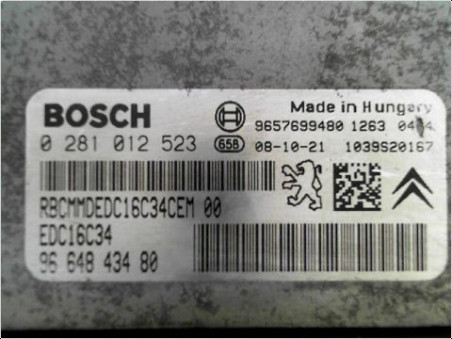 BOSCH
Made in Hungary
9657699480 1263
0 281 012 523
658 08-10-21 1039S20167
RBCMMDEDC16C34CEM 00
EDC16C34
96 648 434 80